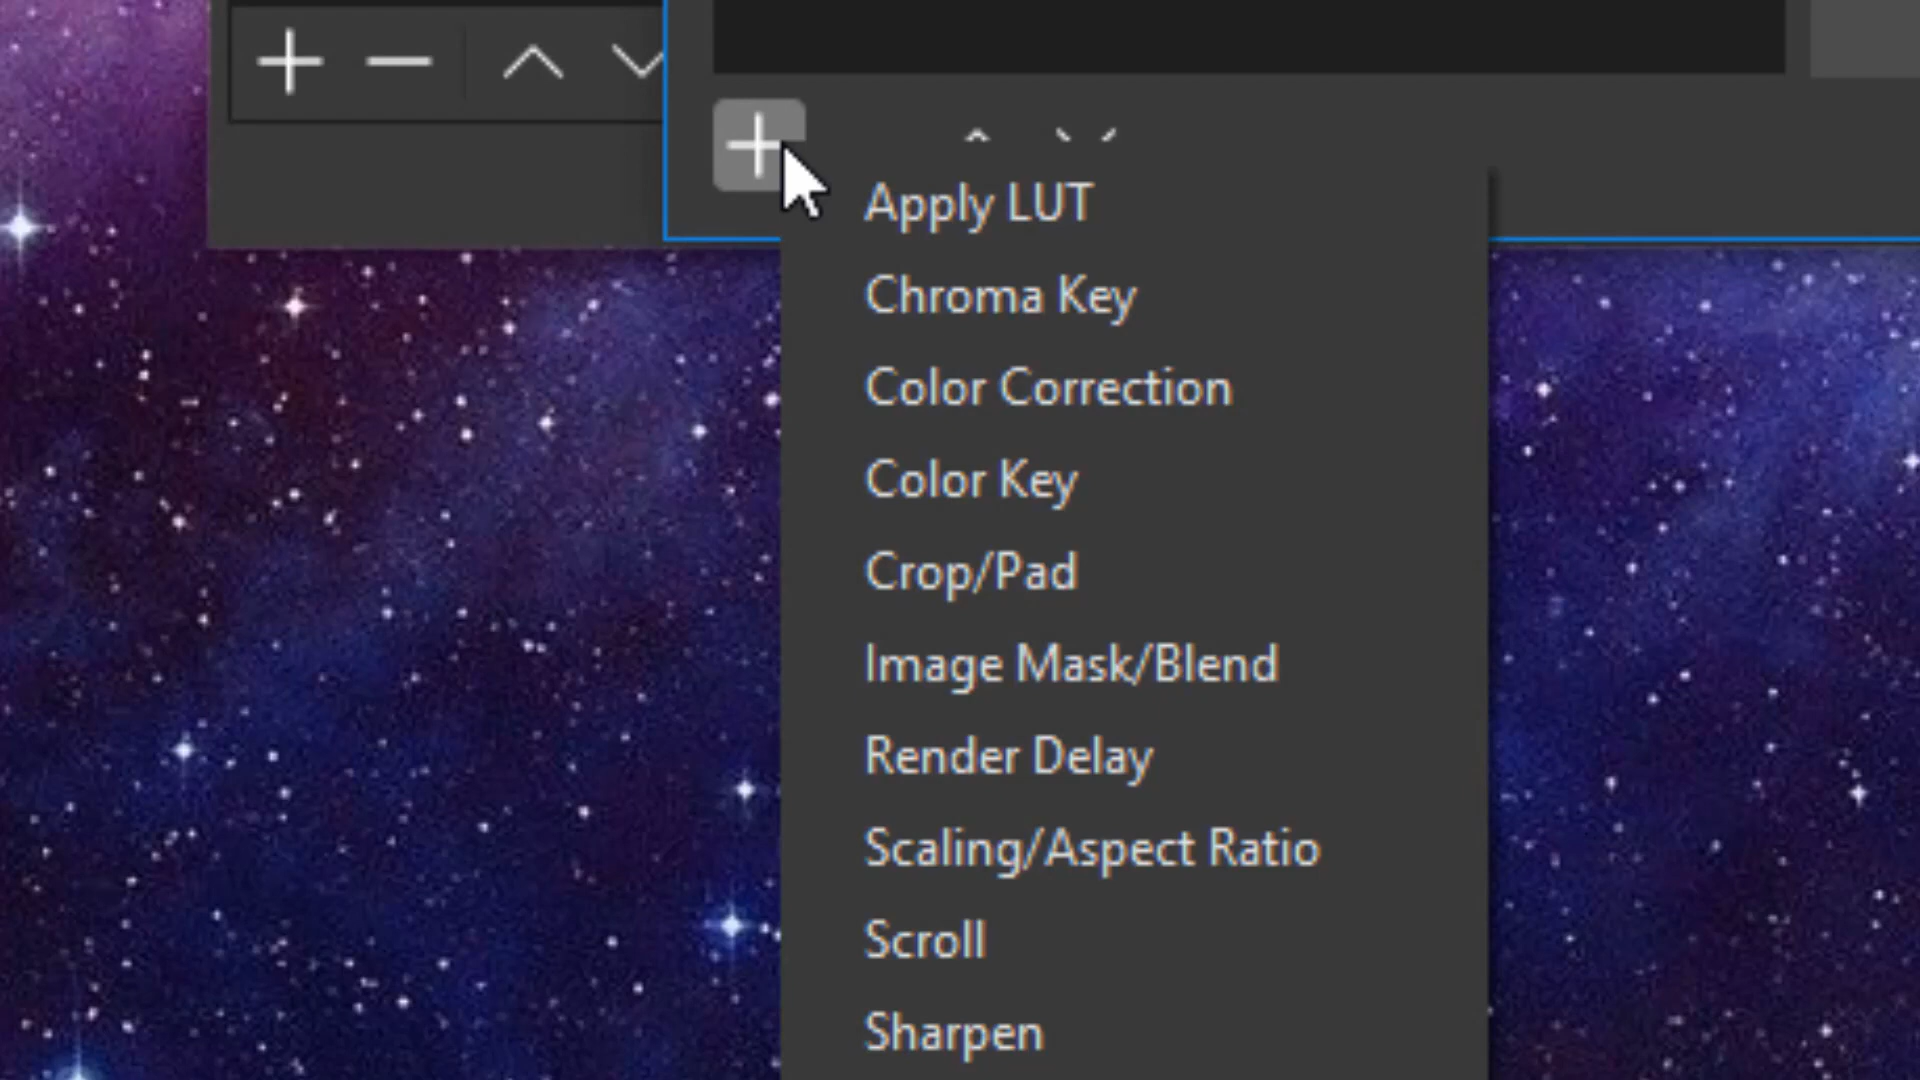 Apply LUT
Chroma Key
Color Correction
Color Key
Crop/Pad
Image Mask/Blend
Render Delay
Scaling/Aspect Ratio
Scroll
Sharpen